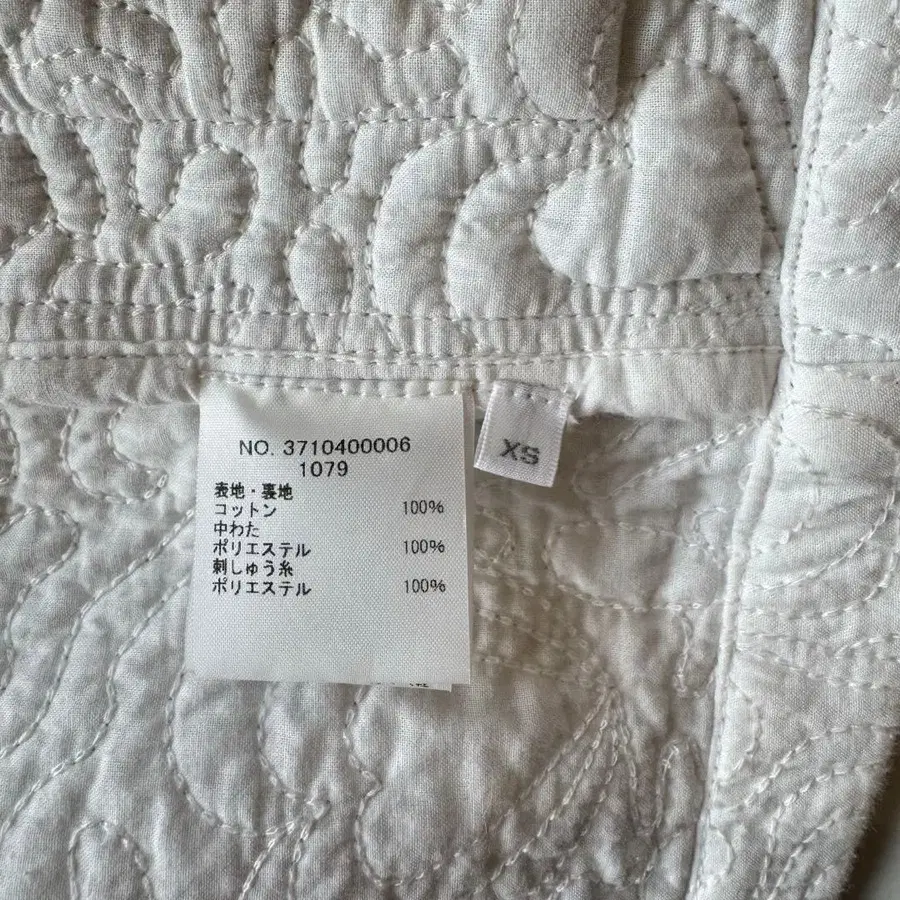 NO. 3710400006
1079
表地・裏地
コットン 100%
中わた
ポリエステル 100%
刺しゅう糸
ポリエステル 100%
XS